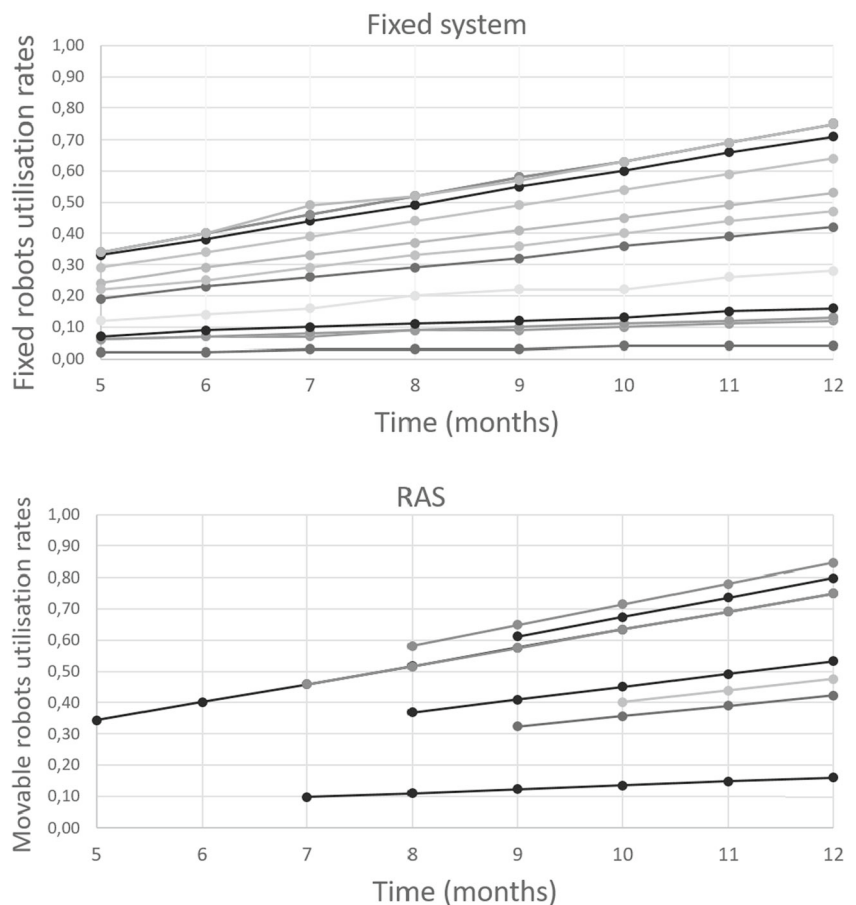 Fixed system
Fixed robots utilisation rates
1,00
0,90
0,80
0,70
0,60
0,50
0,40
0,30
0,20
0,10
0,00
5 6 7 8 9 10 11 12
Time (months)
RAS
Movable robots utilisation rates
1,00
0,90
0,80
0,70
0,60
0,50
0,40
0,30
0,20
0,10
0,00
5 6 7 8 9 10 11 12
Time (months)